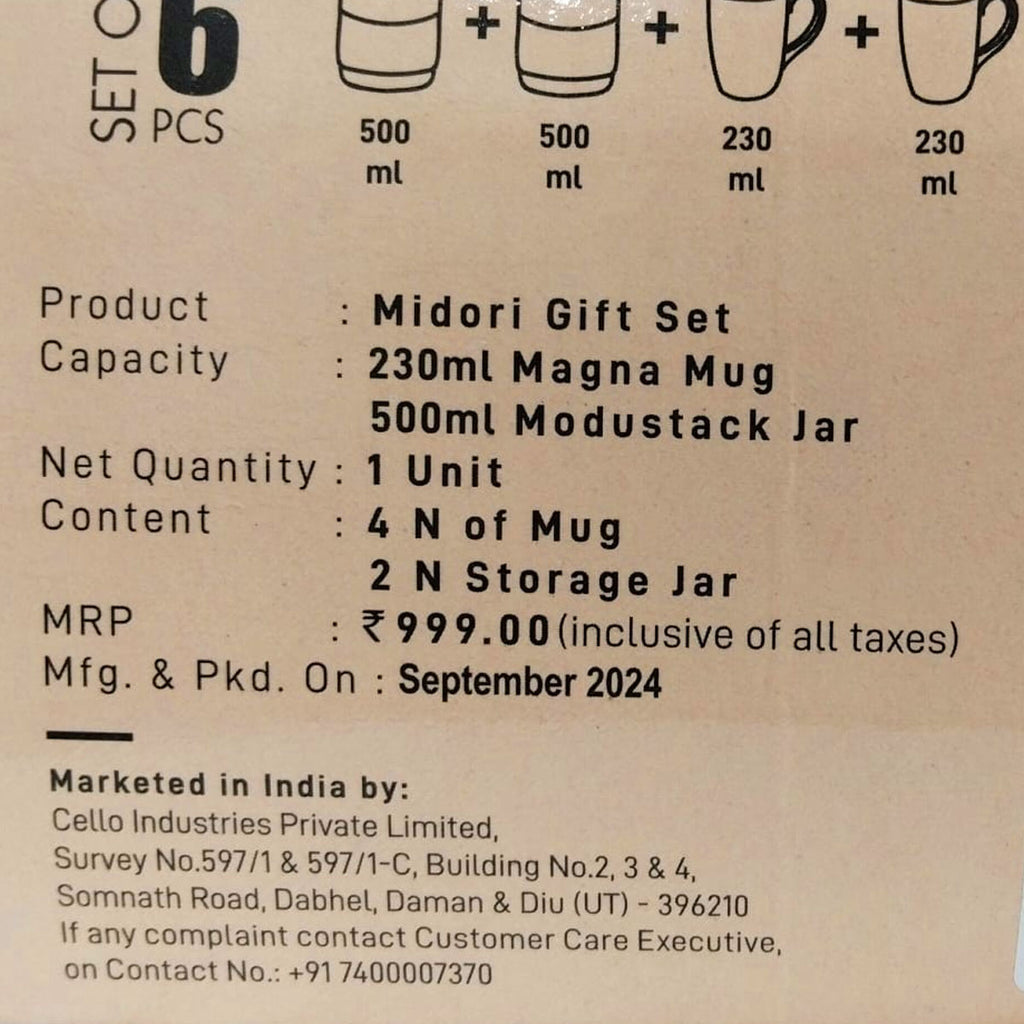 SET O
6
PCS
+ + +
500 ml
500 ml
230 ml
230 ml
Product : Midori Gift Set
Capacity : 230ml Magna Mug
500ml Modustack Jar
Net Quantity : 1 Unit
Content : 4 N of Mug
2 N Storage Jar
MRP : ₹999.00(inclusive of all taxes)
Mfg. & Pkd. On : September 2024
Marketed in India by:
Cello Industries Private Limited,
Survey No.597/1 & 597/1-C, Building No.2, 3 & 4,
Somnath Road, Dabhel, Daman & Diu (UT) - 396210
If any complaint contact Customer Care Executive,
on Contact No.: +91 7400007370